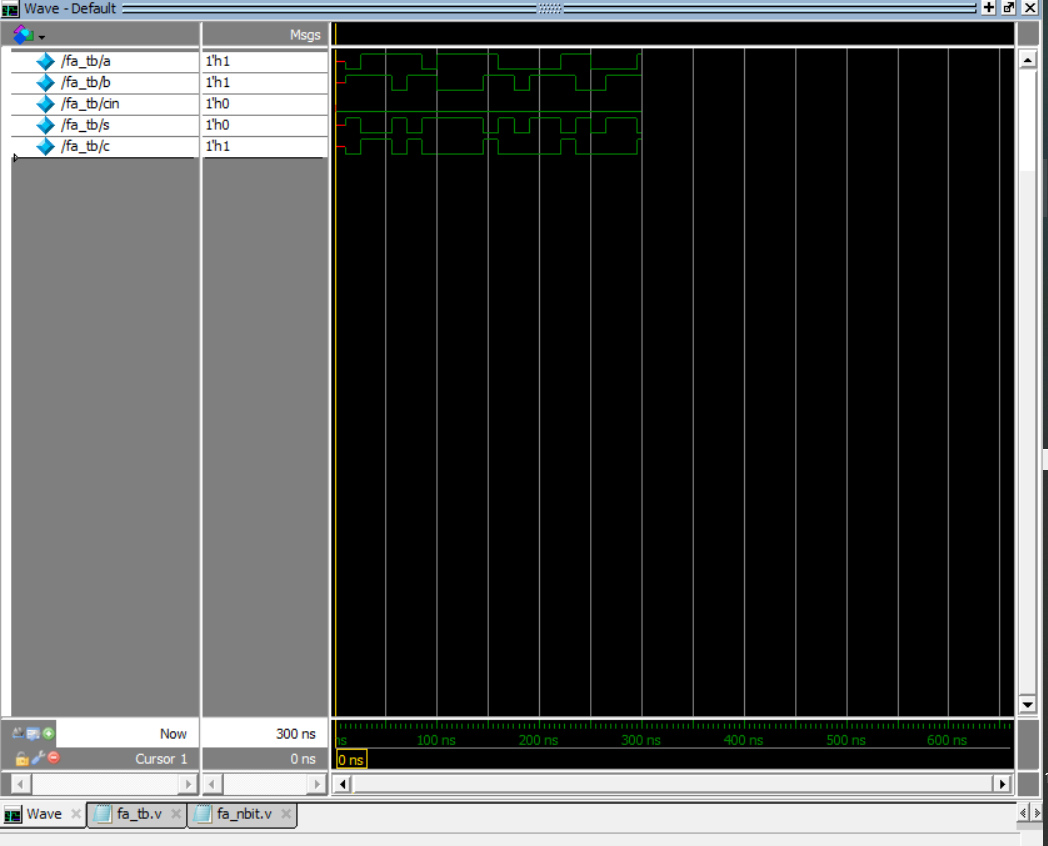 Wave - Default
Msgs
/fa_tb/a 1'h1
/fa_tb/b 1'h1
/fa_tb/cin 1'h0
/fa_tb/s 1'h0
/fa_tb/c 1'h1
Now 300 ns
ns 100 ns 200 ns 300 ns 400 ns 500 ns 600 ns
Cursor 1 0 ns
0 ns
Wave fa_tb.v fa_nbit.v